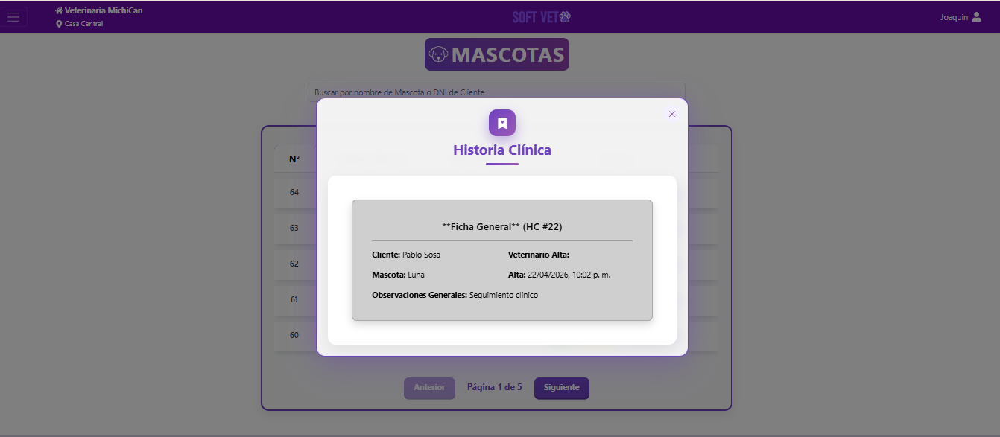 Veterinaria MichiCan
Casa Central
SOFT VET
Joaquin
MASCOTAS
Buscar por nombre de Mascota o DNI de Cliente
Historia Clínica
N°
64
63
62
61
60
**Ficha General** (HC #22)
Cliente: Pablo Sosa
Veterinario Alta:
Mascota: Luna
Alta: 22/04/2026, 10:02 p. m.
Observaciones Generales: Seguimiento clinico
Anterior
Página 1 de 5
Siguiente